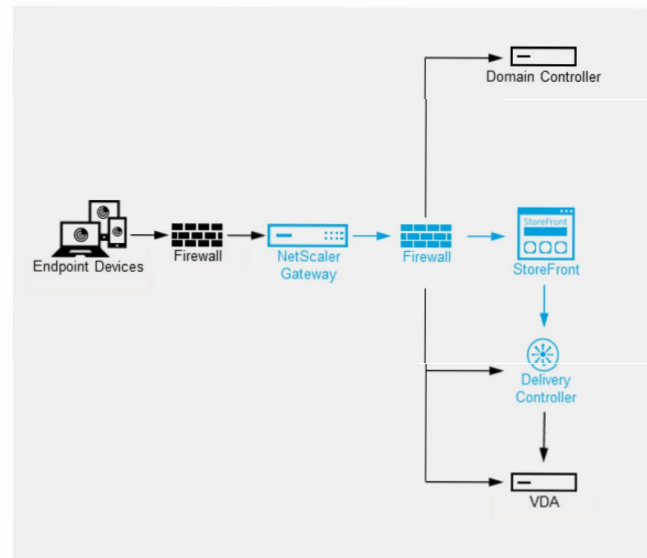 Domain Controller
Endpoint Devices
Firewall
NetScaler
Gateway
Firewall
StoreFront
StoreFront
Delivery
Controller
VDA